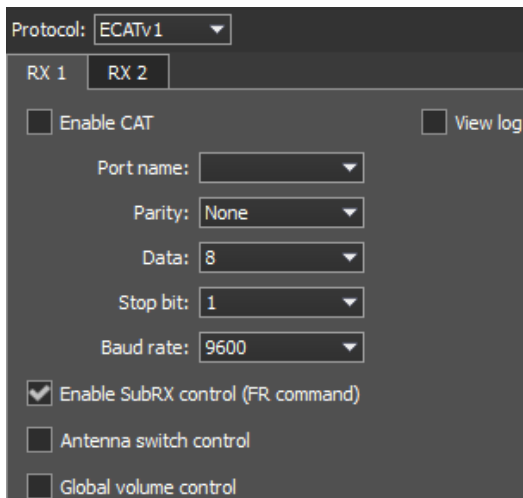 Protocol: ECATv1
RX 1 RX 2
Enable CAT View log
Port name:
Parity: None
Data: 8
Stop bit: 1
Baud rate: 9600
Enable SubRX control (FR command)
Antenna switch control
Global volume control